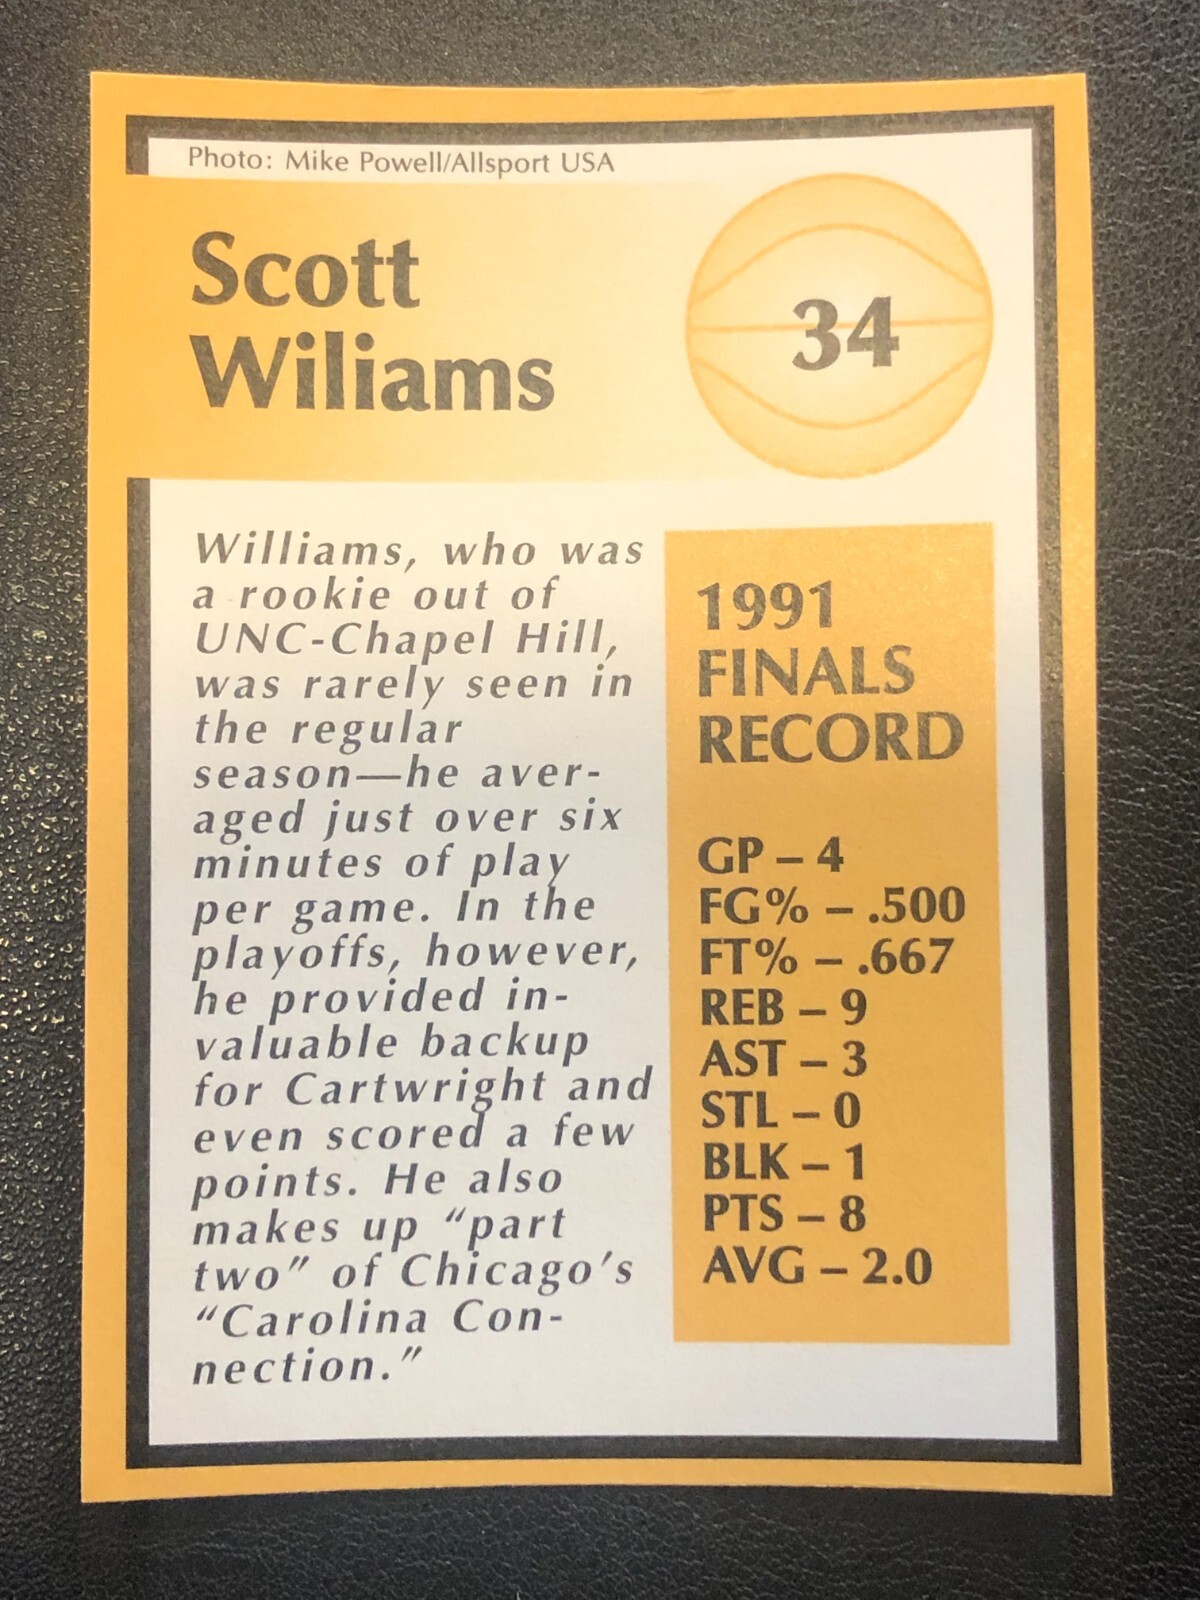 Photo: Mike Powell/Allsport USA
Scott
Wiliams
34
Williams, who was
a rookie out of
UNC-Chapel Hill,
was rarely seen in
the regular
season—he aver-
aged just over six
minutes of play
per game. In the
playoffs, however,
he provided in-
valuable backup
for Cartwright and
even scored a few
points. He also
makes up “part
two” of Chicago’s
“Carolina Con-
nection.”
1991
FINALS
RECORD
GP – 4
FG% – .500
FT% – .667
REB – 9
AST – 3
STL – 0
BLK – 1
PTS – 8
AVG – 2.0